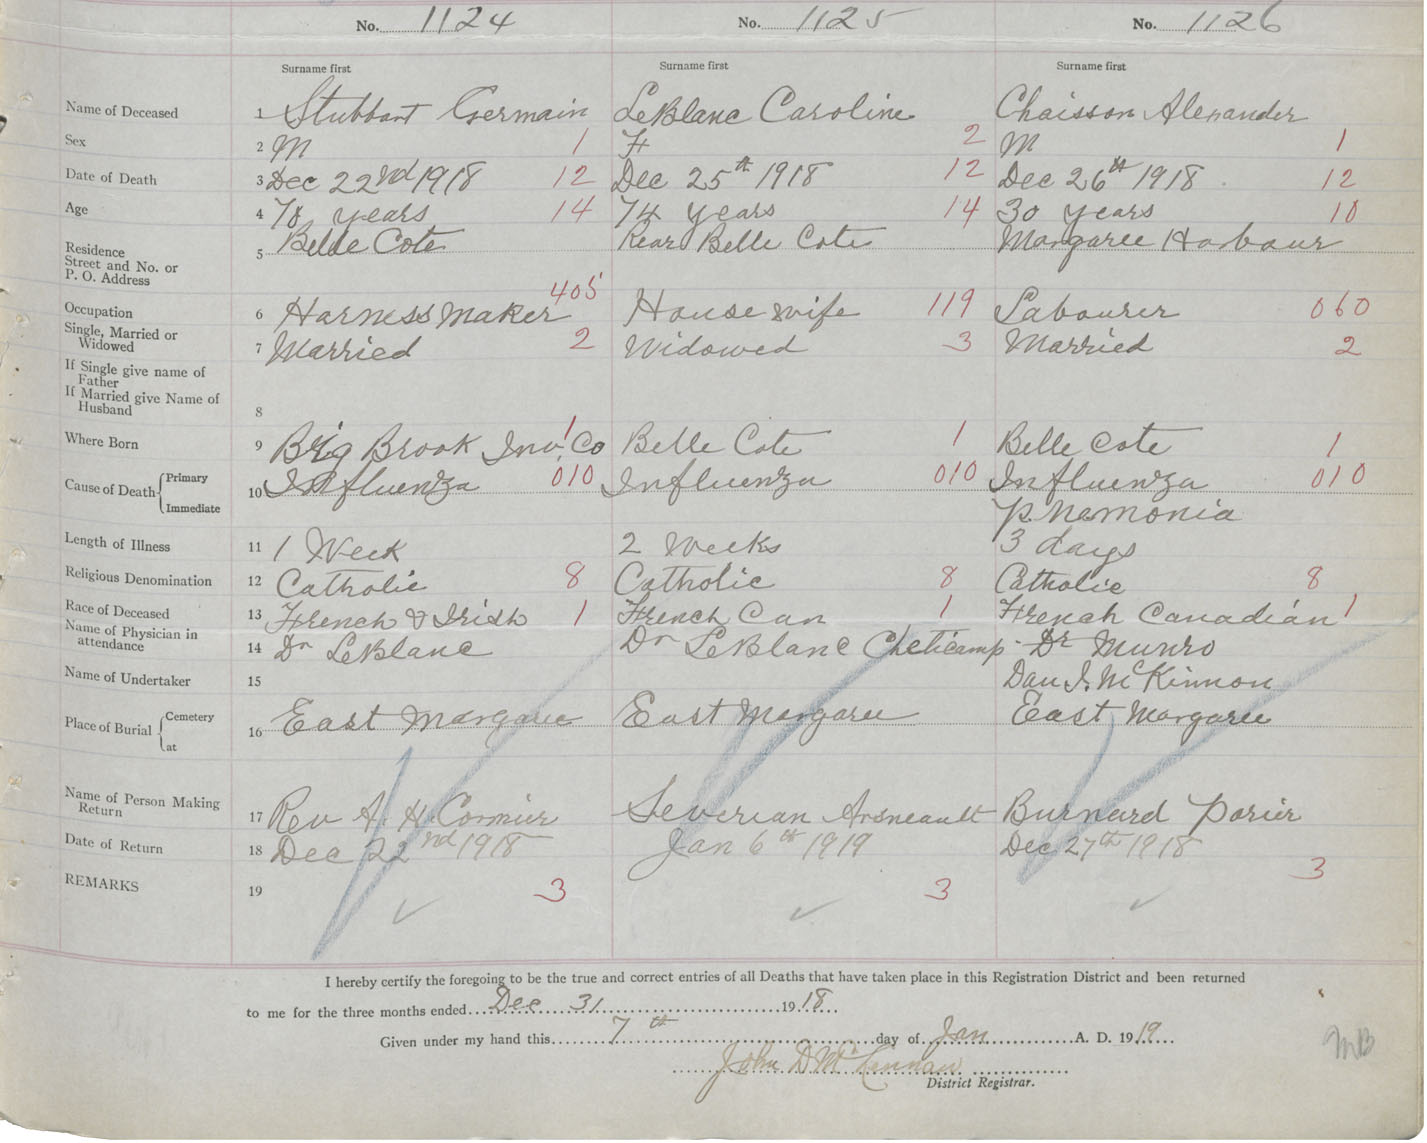 No. 1124 No. 1125 No. 1126
Surname first Surname first Surname first
Name of Deceased 1 Stubbart Germain LeBlanc Caroline Chaisson Alexander
Sex 2 M 1 F 2 M 1
Date of Death 3 Dec 22nd 1918 12 Dec 25th 1918 12 Dec 26th 1918 12
Age 4 78 years 14 74 years 14 30 years 10
Residence
Street and No. or
P. O. Address 5 Belle Cote Rear Belle Cote Margaree Harbour
Occupation 6 Harness maker 405 House wife 119 Labourer 060
Single, Married or
Widowed 7 Married 2 Widowed 3 Married 2
If Single give name of
Father
If Married give Name of
Husband 8
Where Born 9 Big Brook Inv. Co 1 Belle Cote 1 Belle Cote 1
Cause of Death { Primary 10 Influenza 010 Influenza 010 Influenza 010
Immediate pnemonia
Length of Illness 11 1 Week 2 Weeks 3 days
Religious Denomination 12 Catholic 8 Catholic 8 Catholic 8
Race of Deceased 13 French & Irish 1 French Can 1 French Canadian 1
Name of Physician in
attendance 14 Dr LeBlanc Dr LeBlanc Cheticamp - Dr Munro
Name of Undertaker 15 Dan J. McKinnon
Place of Burial { Cemetery 16 East Margaree East Margaree East Margaree
at
Name of Person Making
Return 17 Rev A. H. Cormier Severian Arsneault Burnard Porier
Date of Return 18 Dec 22nd 1918 Jan 6th 1919 Dec 27th 1918
REMARKS 19 3 3 3
I hereby certify the foregoing to be the true and correct entries of all Deaths that have taken place in this Registration District and been returned
to me for the three months ended Dec 31 1918
Given under my hand this 7th day of Jan A. D. 1919
John D McKinnon
District Registrar.
MB